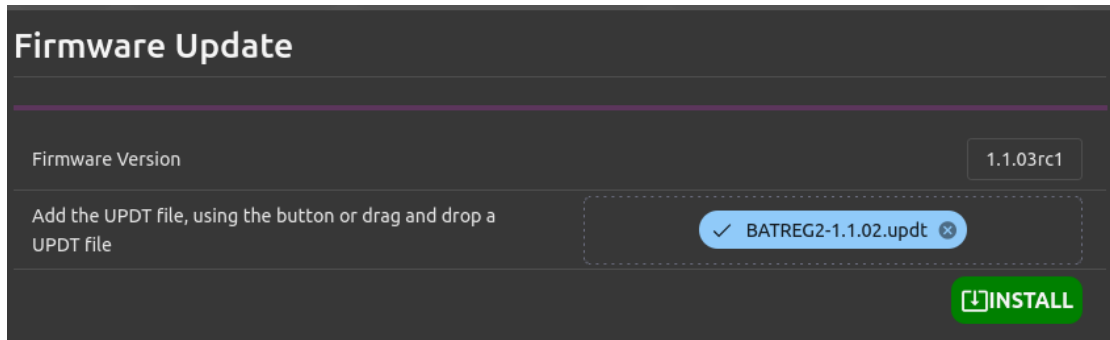 Firmware Update
Firmware Version
1.1.03rc1
Add the UPDT file, using the button or drag and drop a
UPDT file
BATREG2-1.1.02.updt
INSTALL